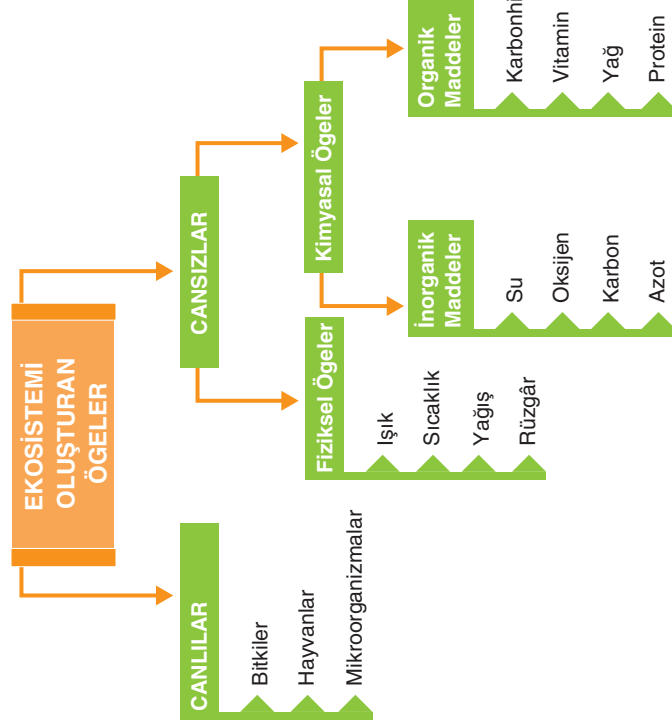 EKOSİSTEMİ
OLUŞTURAN
ÖGELER
CANLILAR
Bitkiler
Hayvanlar
Mikroorganizmalar
CANSIZLAR
Fiziksel Ögeler
Işık
Sıcaklık
Yağış
Rüzgâr
Kimyasal Ögeler
İnorganik
Maddeler
Su
Oksijen
Karbon
Azot
Organik
Maddeler
Karbonhi
Vitamin
Yağ
Protein